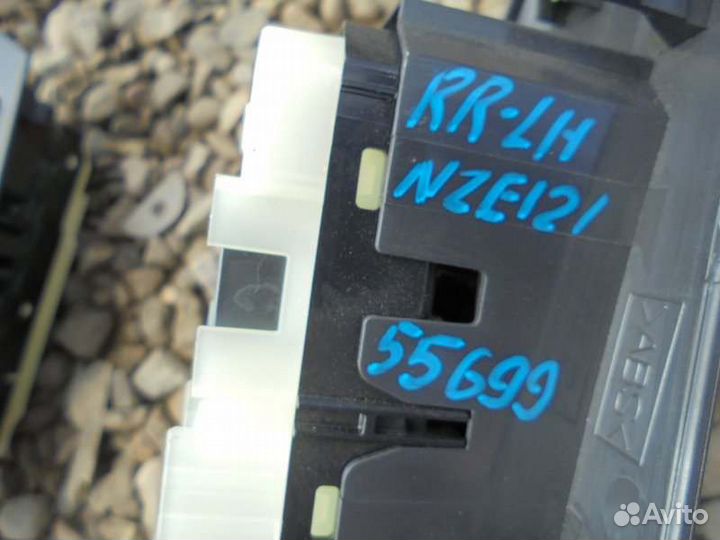 RR-LH
NZE121
55699
>ABS<
Avito